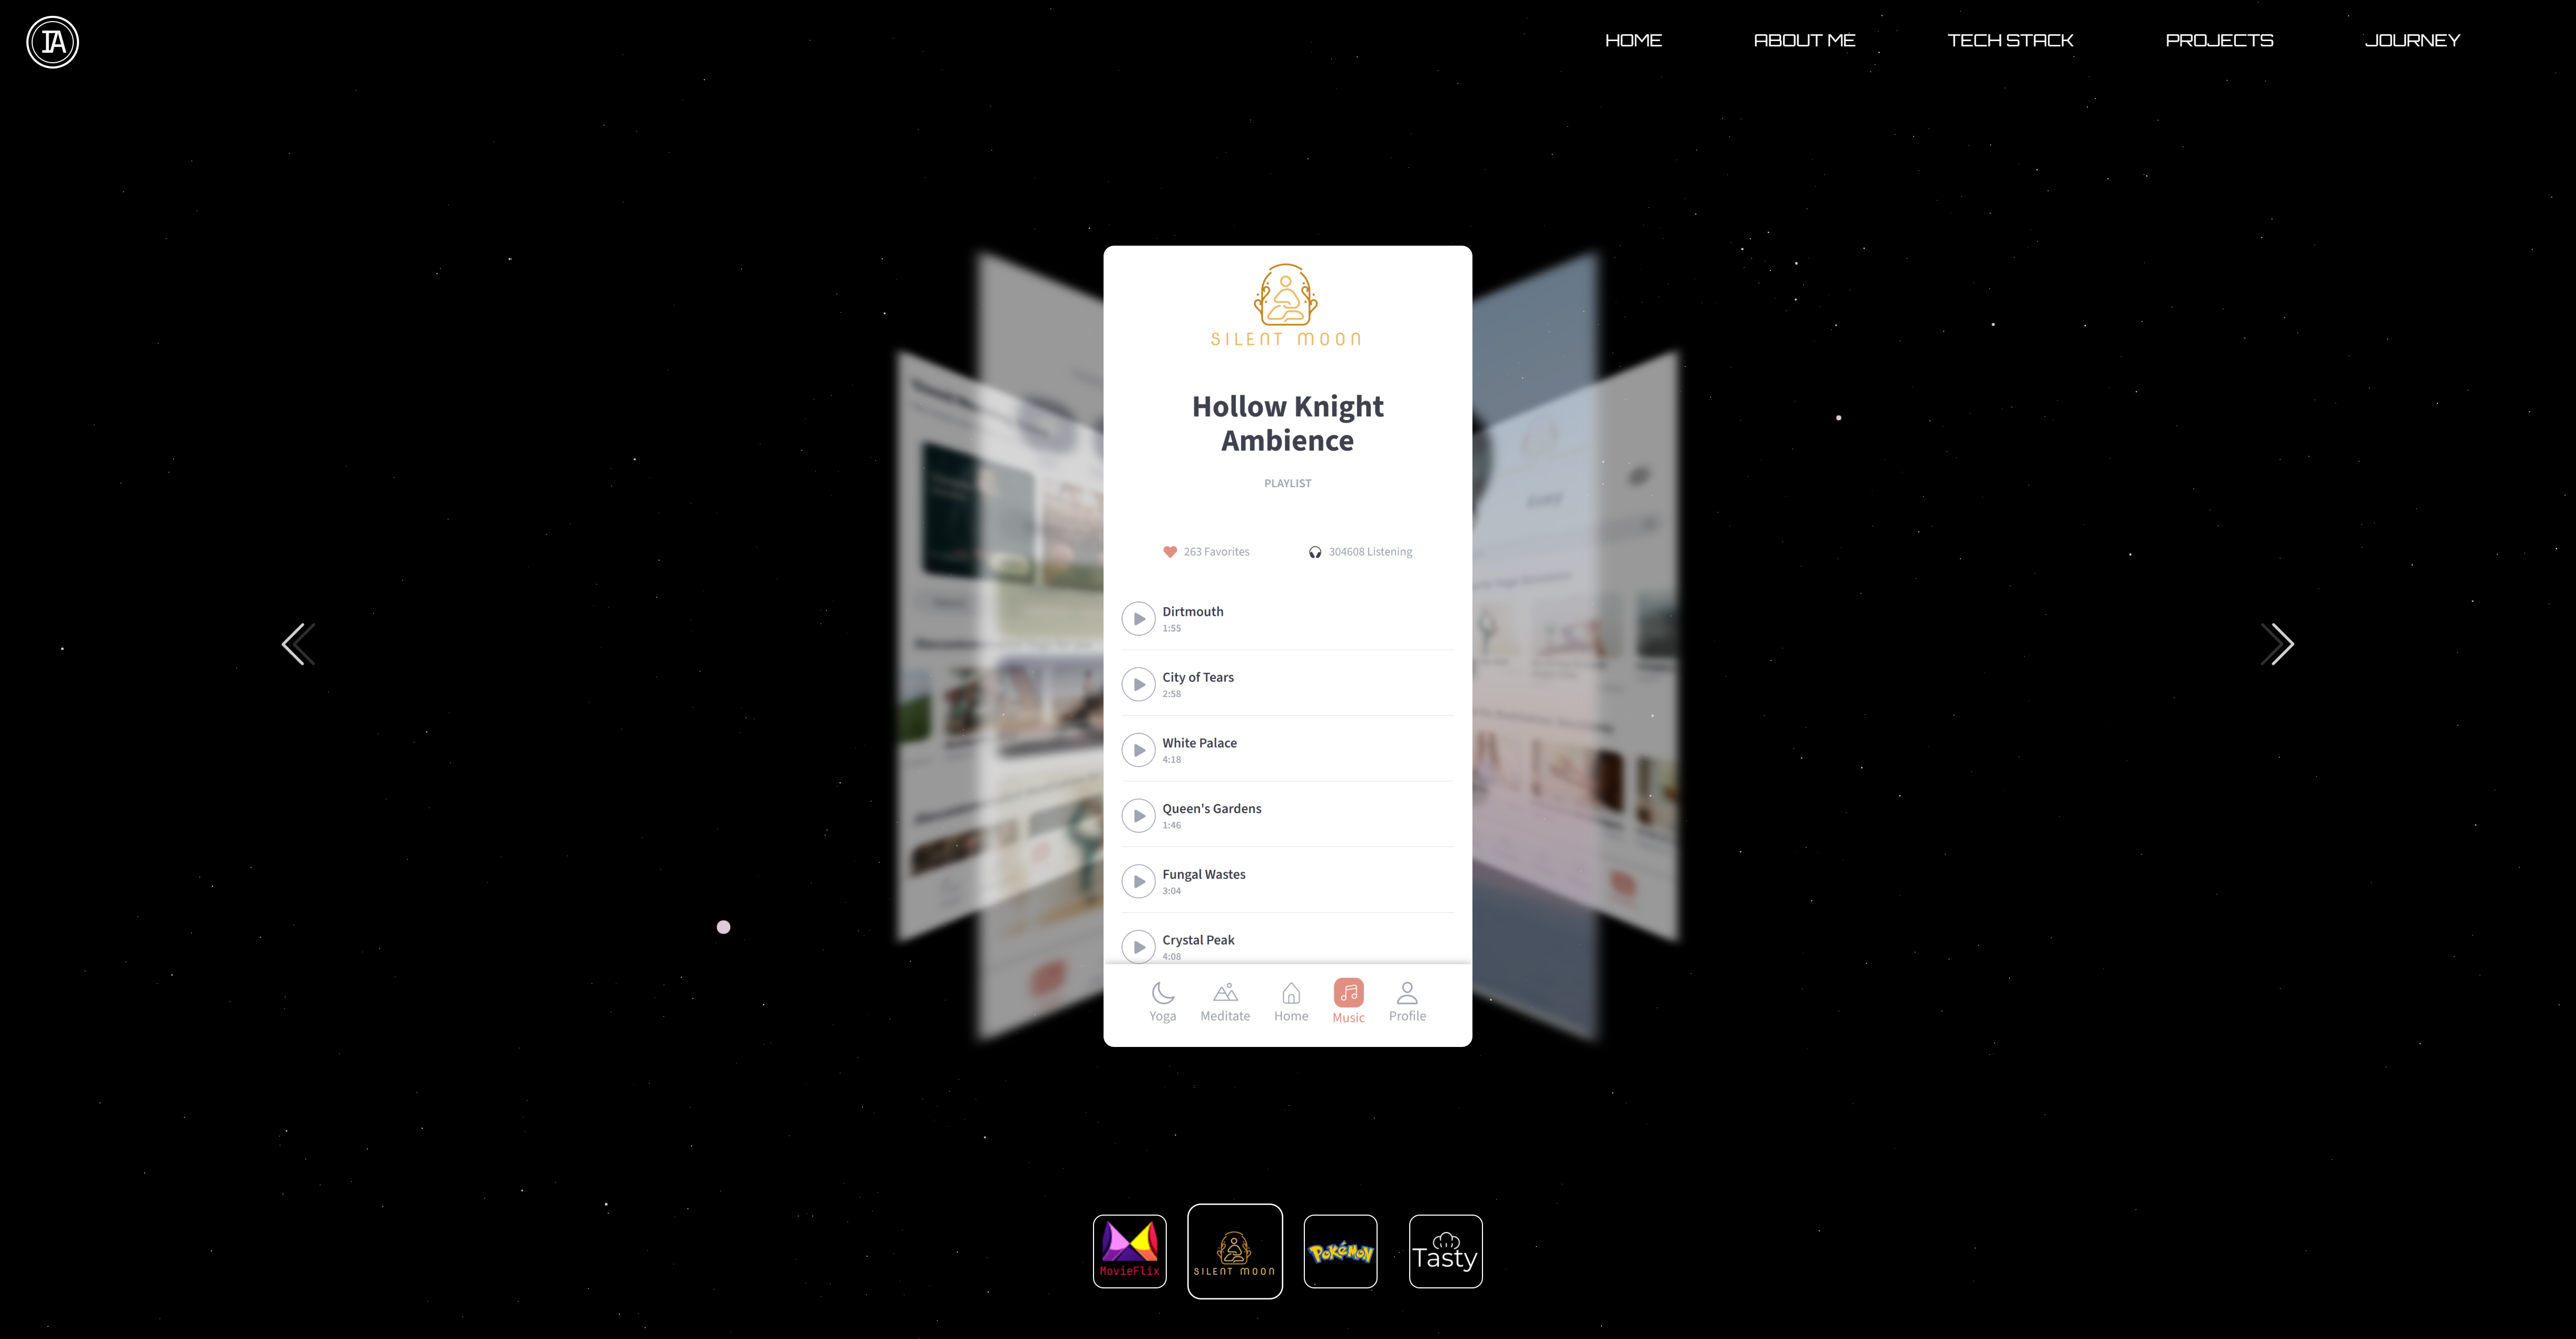 IA
HOME
ABOUT ME
TECH STACK
PROJECTS
JOURNEY
SILENT MOON
Hollow Knight
Ambience
PLAYLIST
263 Favorites
304608 Listening
Dirtmouth
1:55
City of Tears
2:58
White Palace
4:18
Queen's Gardens
1:46
Fungal Wastes
3:04
Crystal Peak
4:08
Yoga
Meditate
Home
Music
Profile
MovieFlix
SILENT MOON
POKéMON
Tasty